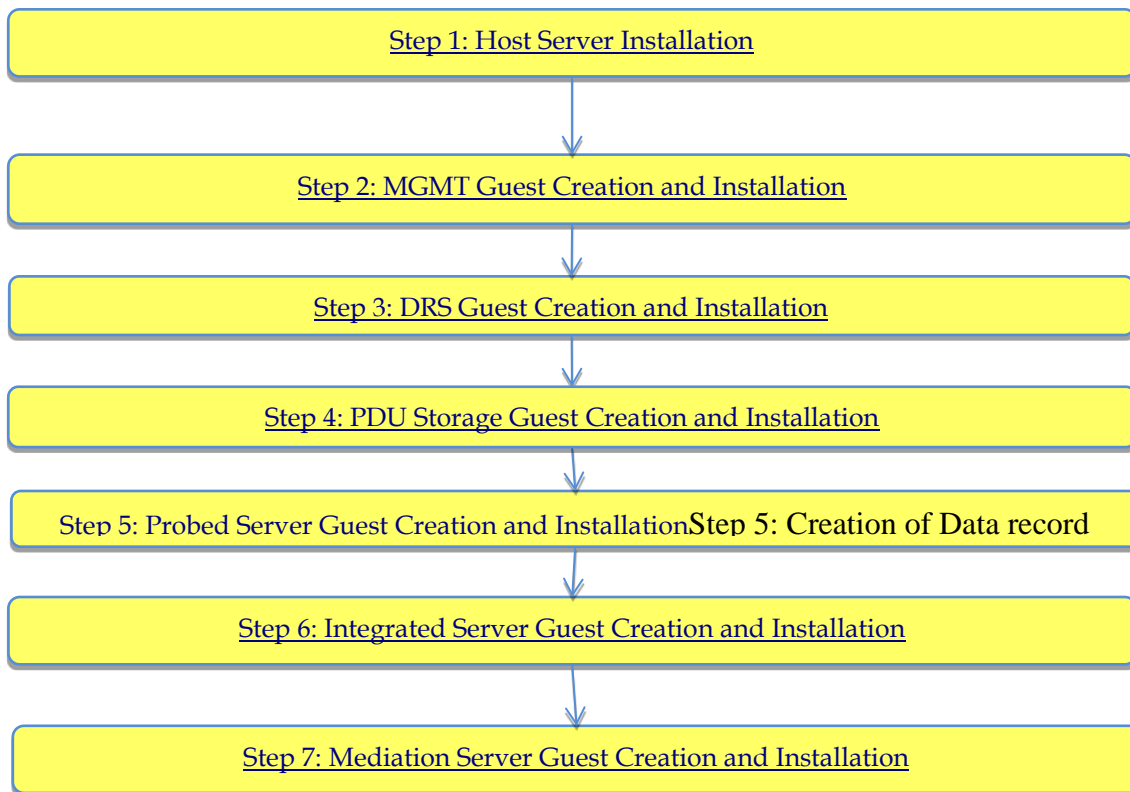 Step 1: Host Server Installation
Step 2: MGMT Guest Creation and Installation
Step 3: DRS Guest Creation and Installation
Step 4: PDU Storage Guest Creation and Installation
Step 5: Probed Server Guest Creation and InstallationStep 5: Creation of Data record
Step 6: Integrated Server Guest Creation and Installation
Step 7: Mediation Server Guest Creation and Installation